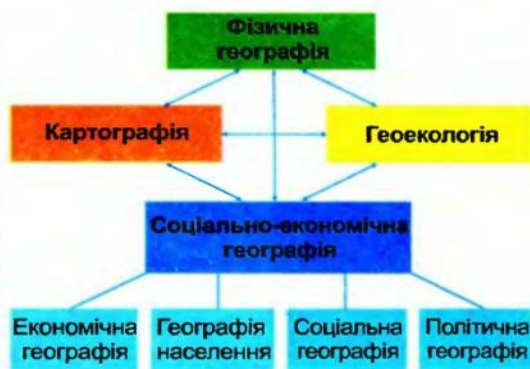 Фізична
географія
Картографія
Геоекологія
Соціально-економічна
географія
Економічна
географія
Географія
населення
Соціальна
географія
Політична
географія